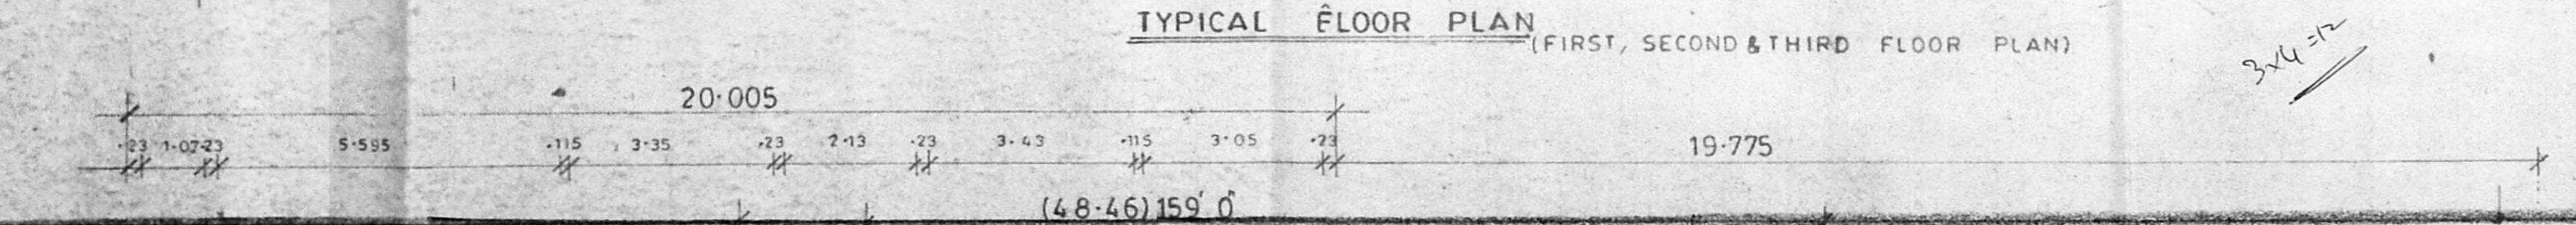 TYPICAL FLOOR PLAN
(FIRST, SECOND & THIRD FLOOR PLAN)
3x4=12
20·005
·23 1·07 ·23 5·595 ·115 3·35 ·23 2·13 ·23 3·43 ·115 3·05 ·23 19·775
(48·46) 159' 0"